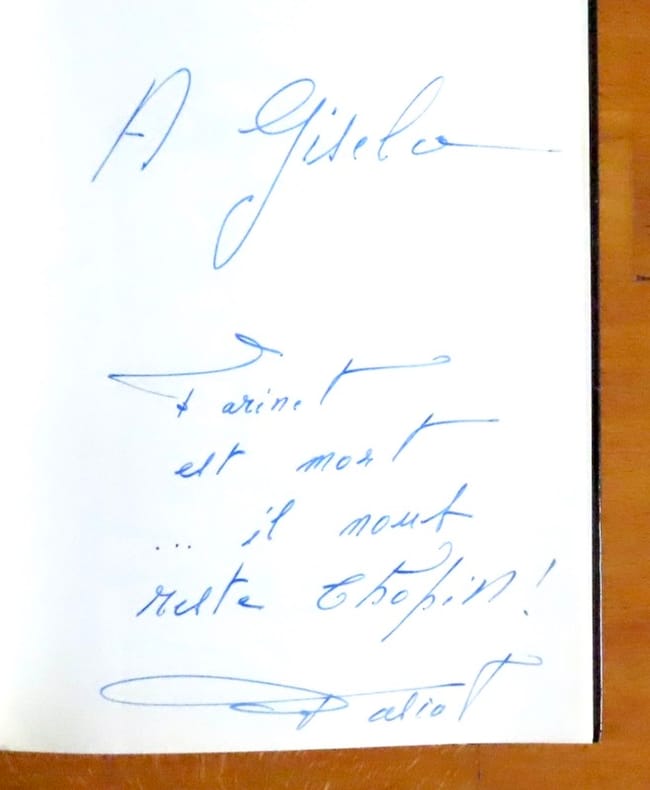 A Gisela
Farinet
est mort
... il nous
reste Chopin!